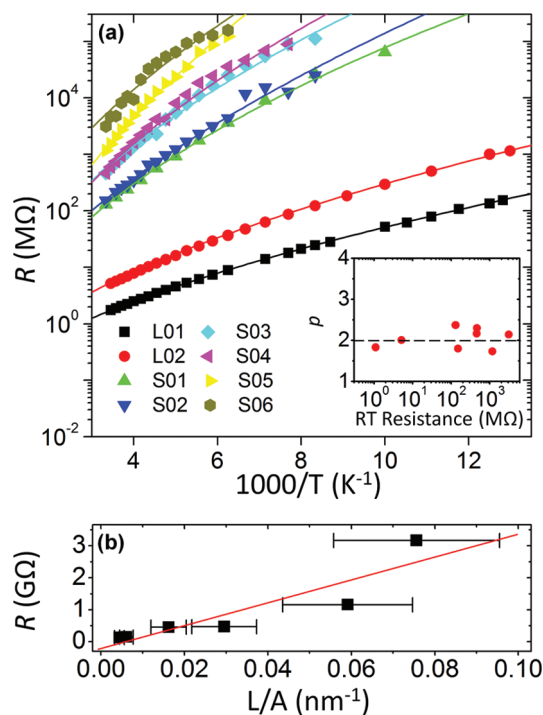 (a)
10^4
10^2
10^0
10^-2
R (MΩ)
L01
L02
S01
S02
S03
S04
S05
S06
4
3
2
1
p
10^0 10^1 10^2 10^3
RT Resistance (MΩ)
4 6 8 10 12
1000/T (K^-1)
(b)
3
2
1
0
R (GΩ)
0.00 0.02 0.04 0.06 0.08 0.10
L/A (nm^-1)